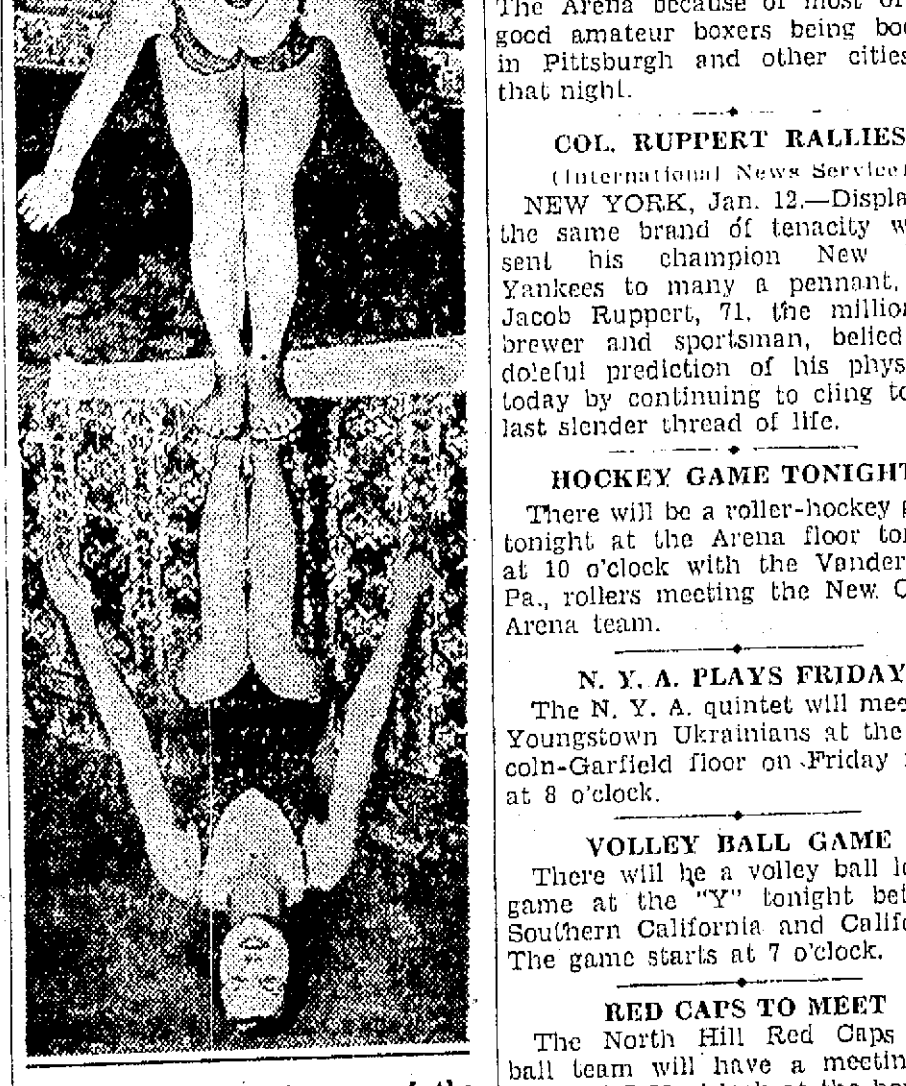 The Arena because of most of
good amateur boxers being
in Pittsburgh and other cities
that night.
COL. RUPPERT RALLIES
(International News Service)
NEW YORK, Jan. 12.—Displa
the same brand of tenacity w
sent his champion New
Yankees to many a pennant,
Jacob Ruppert, 71, the million
brewer and sportsman, belied
doleful prediction of his phys
today by continuing to cling to
last slender thread of life.
HOCKEY GAME TONIGHT
There will be a roller-hockey
tonight at the Arena floor to
at 10 o'clock with the Vander
Pa., rollers meeting the New C
Arena team.
N. Y. A. PLAYS FRIDAY
The N. Y. A. quintet will mee
Youngstown Ukrainians at the
coln-Garfield floor on Friday
at 8 o'clock.
VOLLEY BALL GAME
There will be a volley ball l
game at the "Y" tonight bet
Southern California and Calif
The game starts at 7 o'clock.
RED CAPS TO MEET
The North Hill Red Caps
ball team will have a meetin